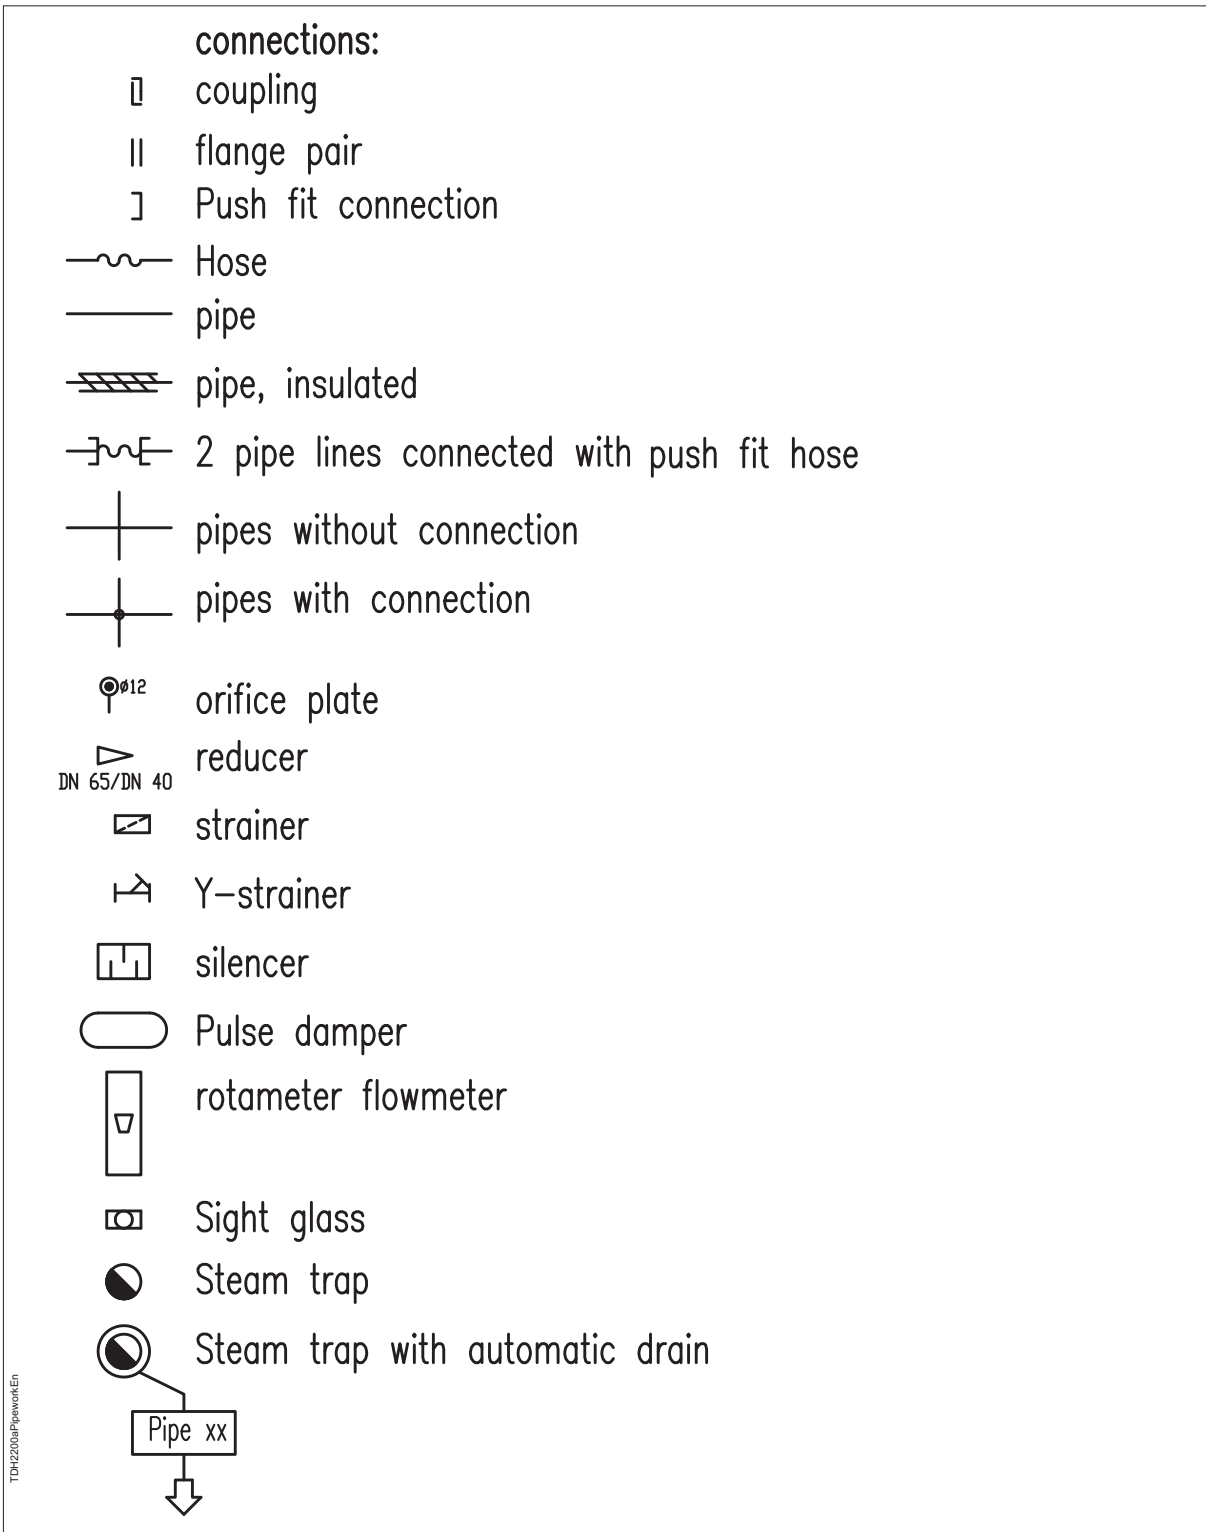 connections:
coupling
flange pair
Push fit connection
Hose
pipe
pipe, insulated
2 pipe lines connected with push fit hose
pipes without connection
pipes with connection
ø12
orifice plate
reducer
DN 65/DN 40
strainer
Y-strainer
silencer
Pulse damper
rotameter flowmeter
Sight glass
Steam trap
Steam trap with automatic drain
Pipe xx
TDH2200aPipeworkEn